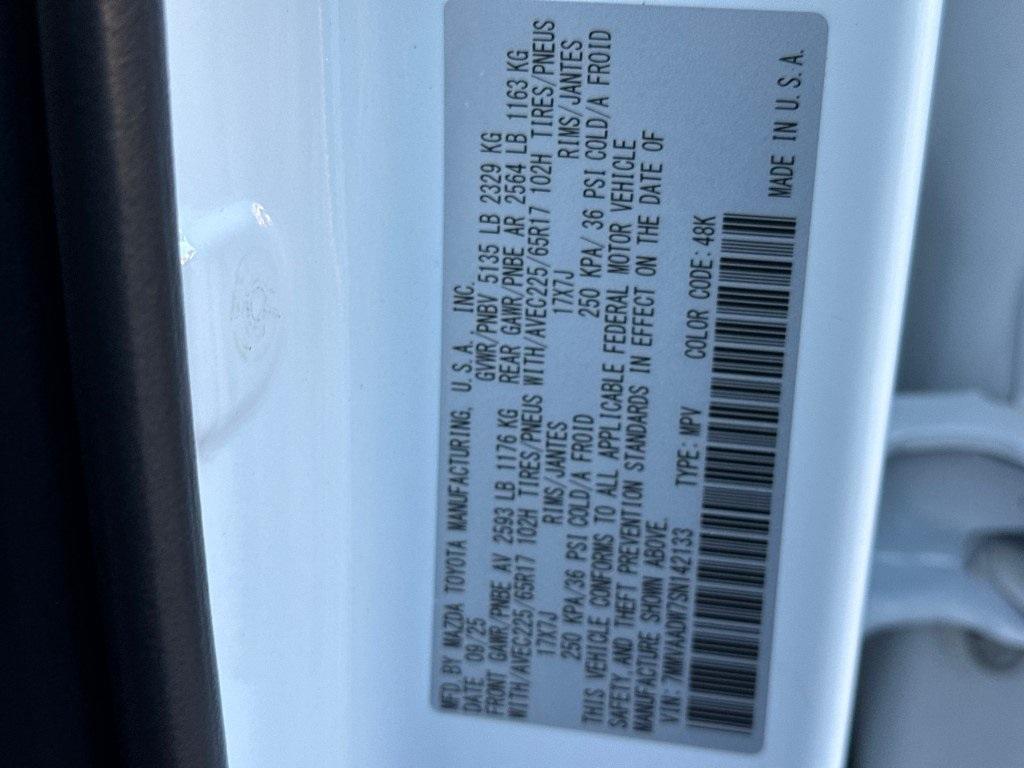 MFD BY MAZDA TOYOTA MANUFACTURING, U.S.A., INC.
DATE 09/25 GVWR/PNBV 5135 LB 2329 KG
FRONT GAWR/PNBE AV 2593 LB 1176 KG REAR GAWR/PNBE AR 2564 LB 1163 KG
WITH/AVEC225/65R17 102H TIRES/PNEUS WITH/AVEC225/65R17 102H TIRES/PNEUS
17X7J RIMS/JANTES 17X7J RIMS/JANTES
250 KPA/36 PSI COLD/A FROID 250 KPA/ 36 PSI COLD/A FROID
THIS VEHICLE CONFORMS TO ALL APPLICABLE FEDERAL MOTOR VEHICLE
SAFETY, AND THEFT PREVENTION STANDARDS IN EFFECT ON THE DATE OF
MANUFACTURE SHOWN ABOVE.
VIN: 7MMVAADW7SN142133 TYPE: MPV COLOR CODE: 48K
MADE IN U.S.A.